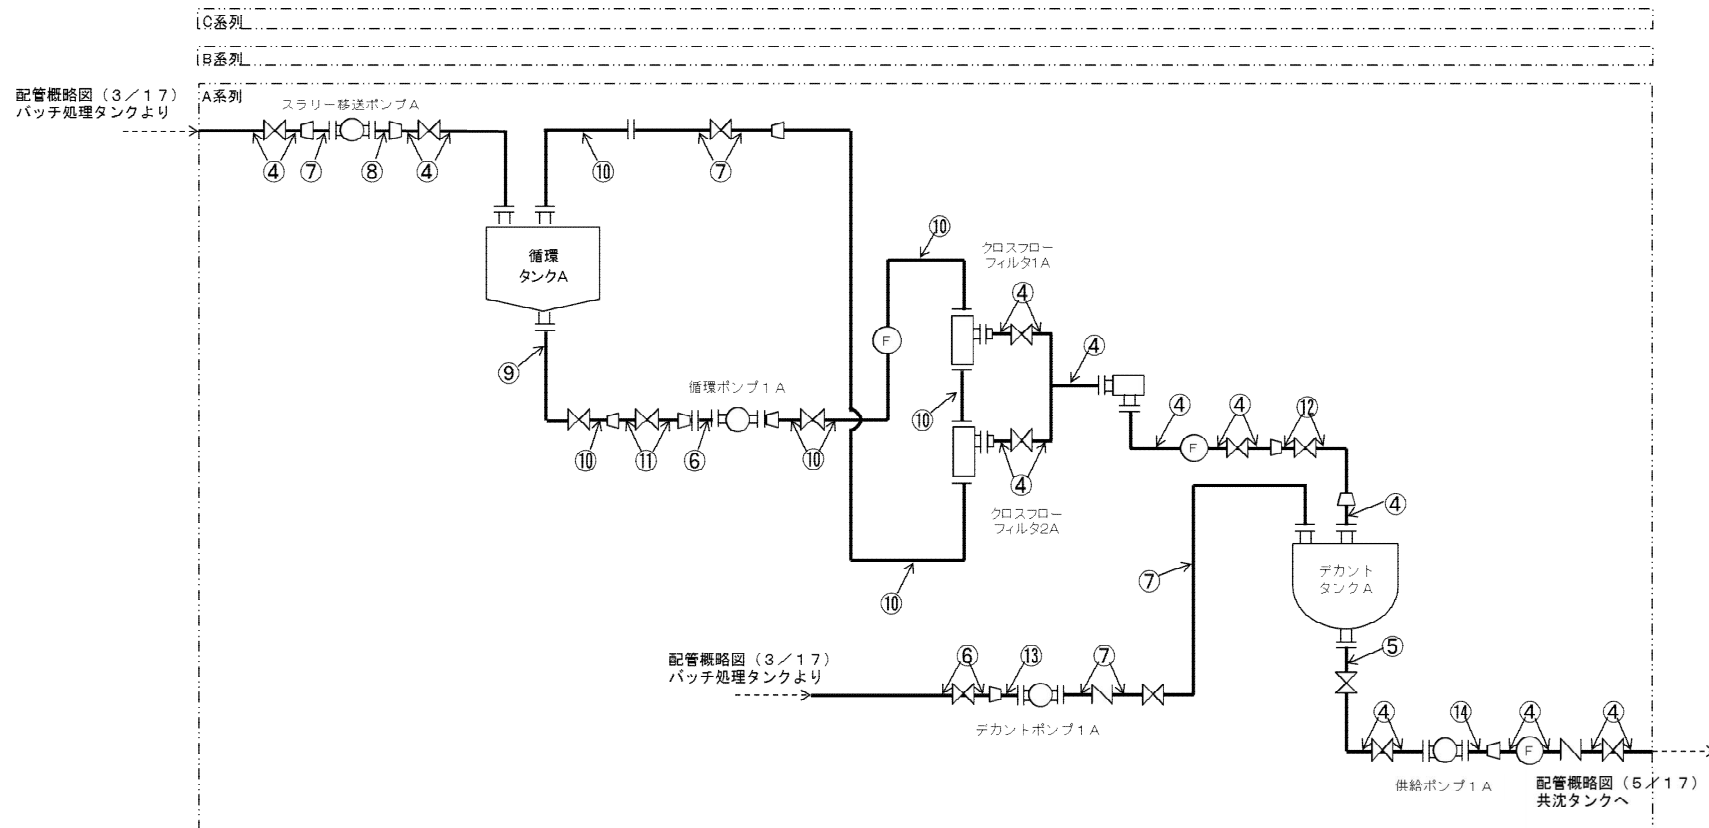 C系列
B系列
A系列
配管概略図(3/17)
バッチ処理タンクより
スラリー移送ポンプA
④
⑦
⑧
④
⑩
⑦
循環
タンクA
⑩
クロスフロー
フィルタ1A
④
F
④
⑨
循環ポンプ1A
⑩
④
④
⑫
⑩
⑪
⑥
⑩
F
④
クロスフロー
フィルタ2A
④
デカント
タンクA
⑦
⑩
配管概略図(3/17)
バッチ処理タンクより
⑥
⑬
⑦
⑤
デカントポンプ1A
④
⑭
④
④
F
供給ポンプ1A
配管概略図(5/17)
共沈タンクへ